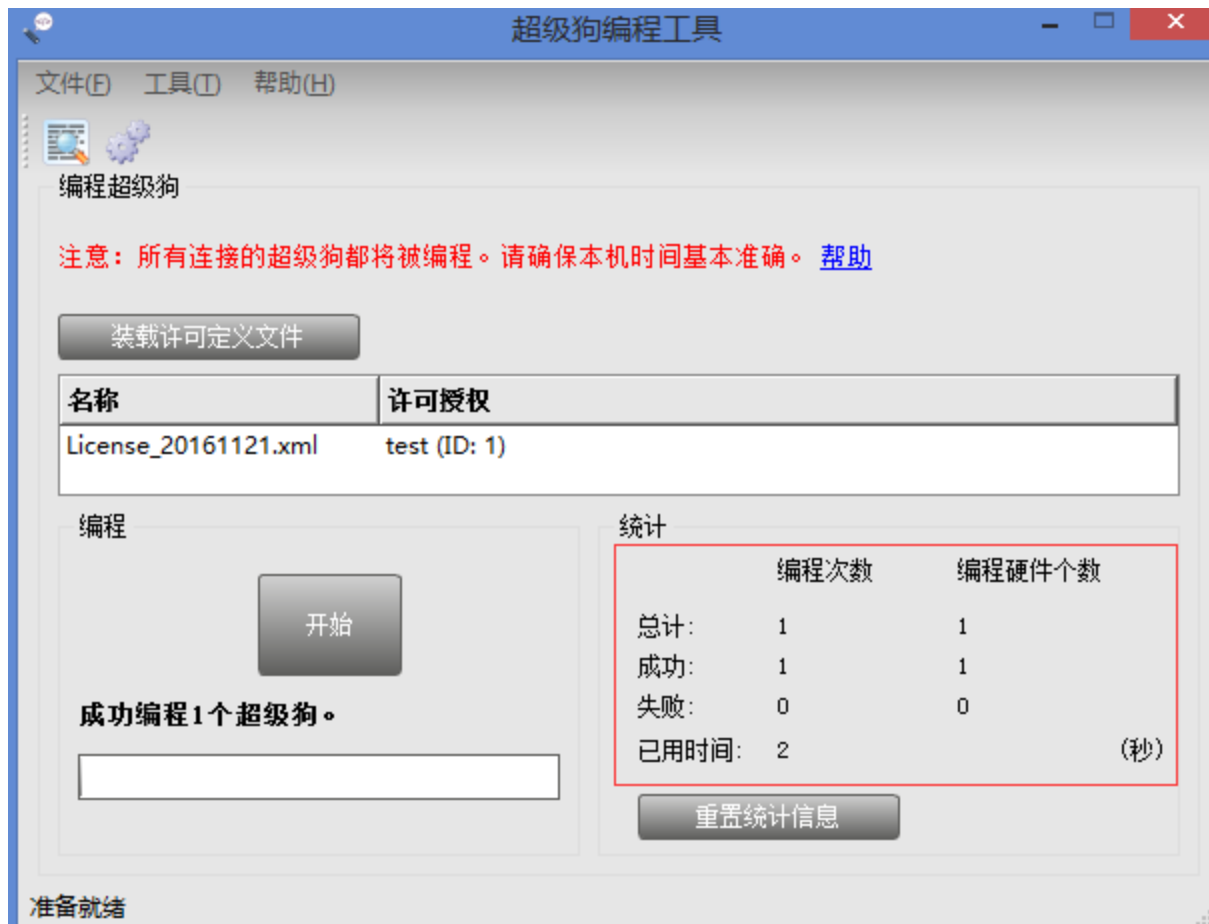 超级狗编程工具
文件(F) 工具(T) 帮助(H)
编程超级狗
注意：所有连接的超级狗都将被编程。请确保本机时间基本准确。 帮助
装载许可定义文件
名称 许可授权
License_20161121.xml test (ID: 1)
编程
开始
成功编程1个超级狗。
统计
编程次数 编程硬件个数
总计: 1 1
成功: 1 1
失败: 0 0
已用时间: 2 (秒)
重置统计信息
准备就绪